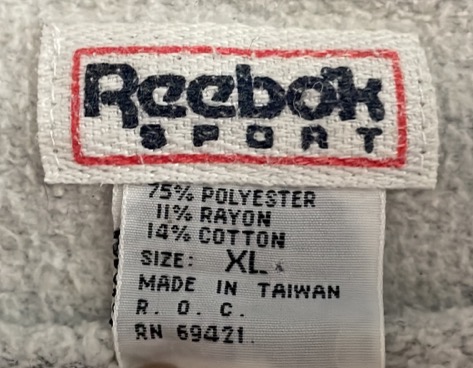 Reebok
SPORT
75% POLYESTER
11% RAYON
14% COTTON
SIZE: XL
MADE IN TAIWAN
R. O. C.
RN 69421